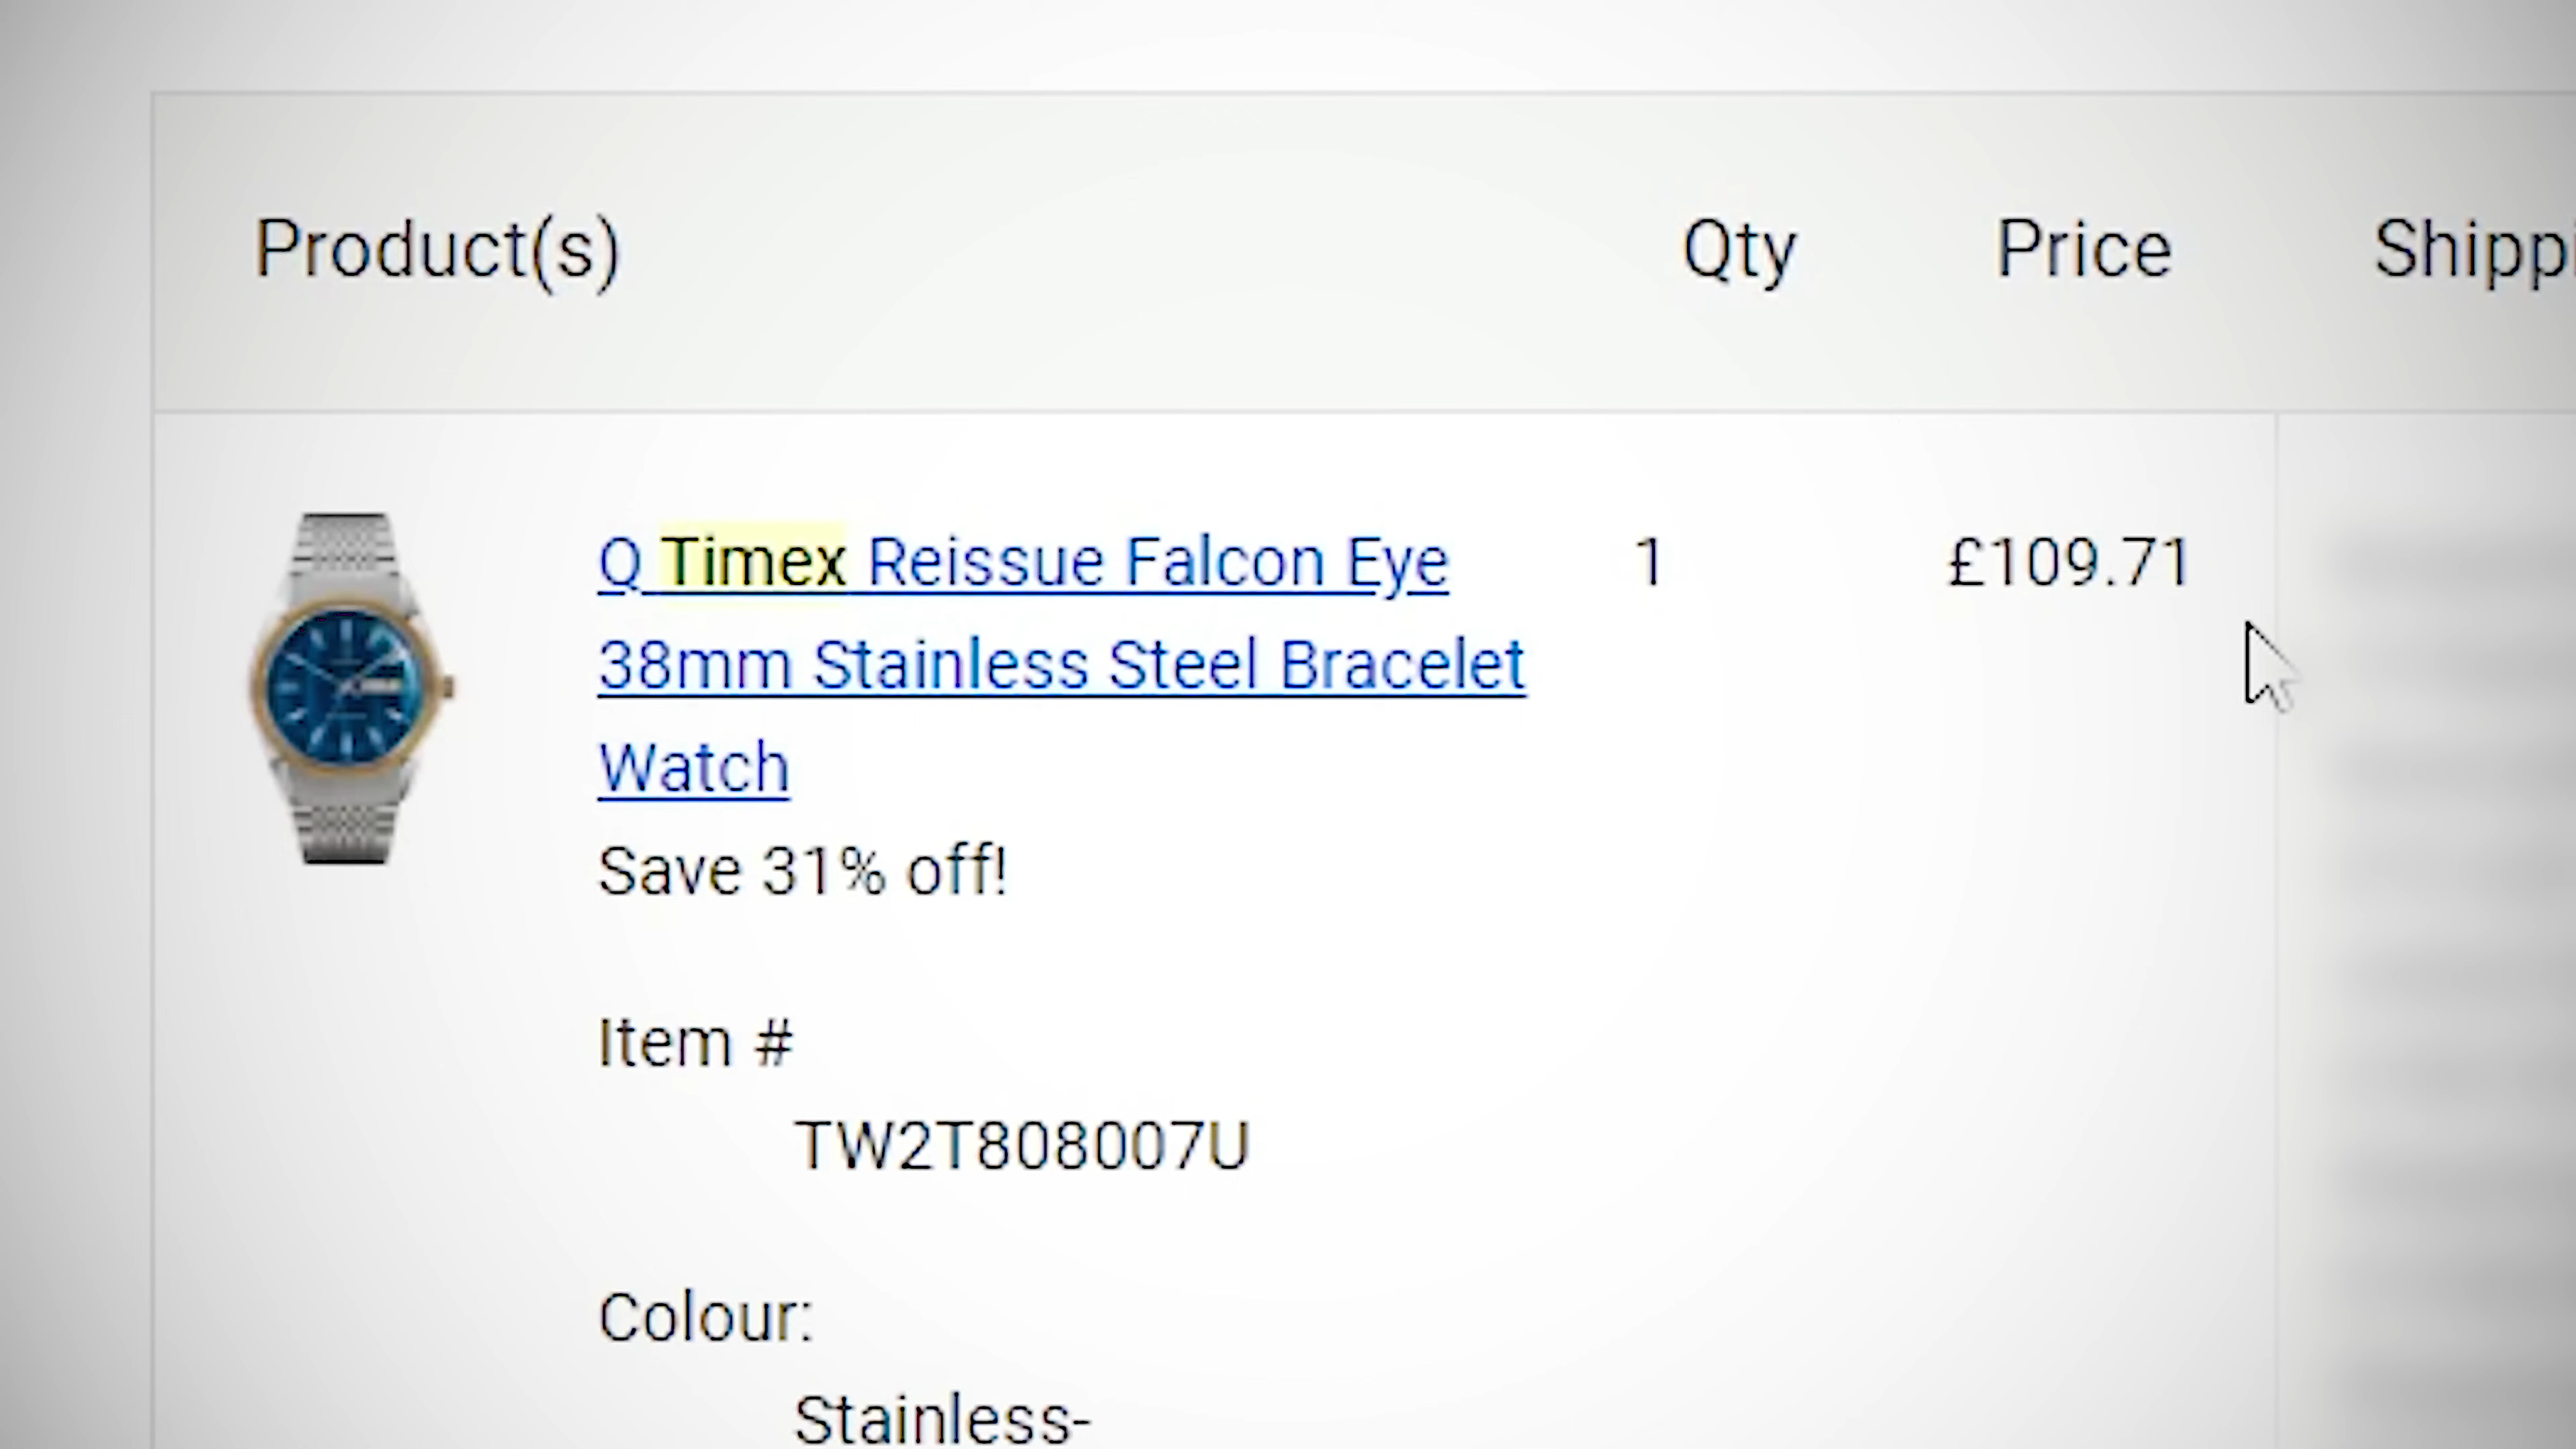 Product(s) Qty Price Shippi
Q Timex Reissue Falcon Eye 1 £109.71
38mm Stainless Steel Bracelet
Watch
Save 31% off!
Item #
TW2T808007U
Colour:
Stainless-